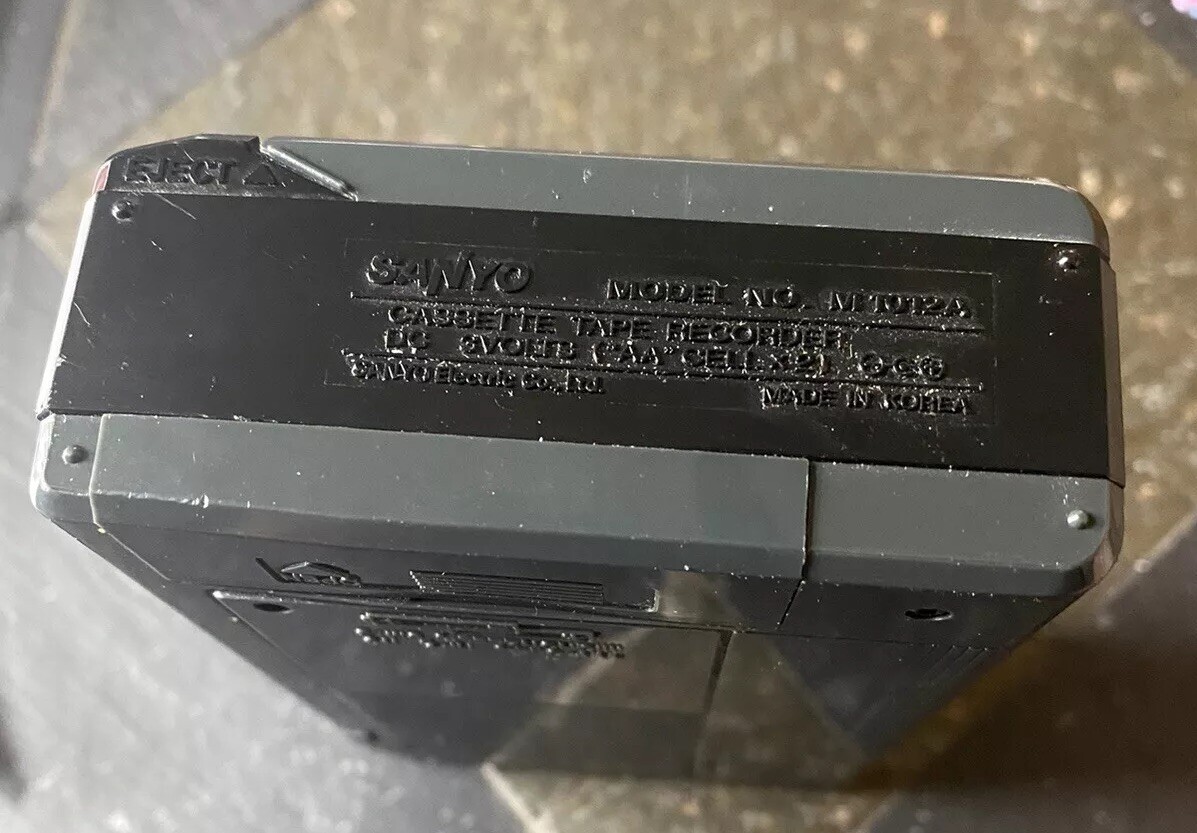 EJECT △
SANYO MODEL NO. M1012A
CASSETTE TAPE RECORDER
DC 3VOLTS ("AA" CELL×2)
SANYO Electric Co., Ltd.
MADE IN KOREA